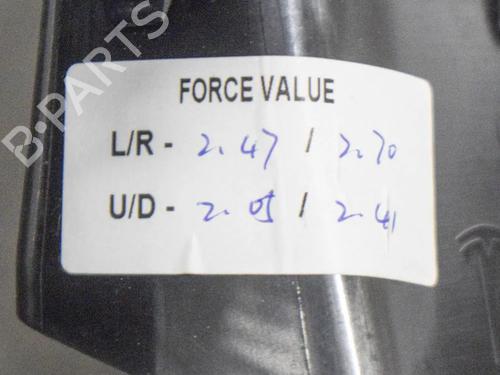 B-PARTS
FORCE VALUE
L/R - 2.47 / 2.70
U/D - 2.05 / 2.41